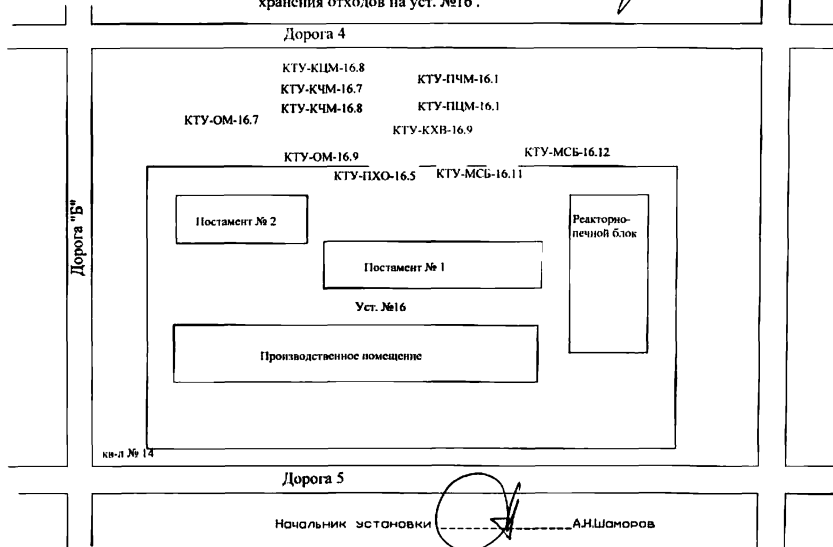 хранения отходов на уст. №16 .
Дорога 4
КТУ-КЦМ-16.8
КТУ-ПЧМ-16.1
КТУ-КЧМ-16.7
КТУ-КЧМ-16.8
КТУ-ПЦМ-16.1
КТУ-ОМ-16.7
КТУ-КХВ-16.9
КТУ-ОМ-16.9
КТУ-МСБ-16.12
КТУ-ПХО-16.5
КТУ-МСБ-16.11
Дорога "Б"
Постамент № 2
Реакторно-
печной блок
Постамент № 1
Уст. №16
Производственное помещение
кв-л № 14
Дорога 5
Начальник установки А.Н.Шаморов